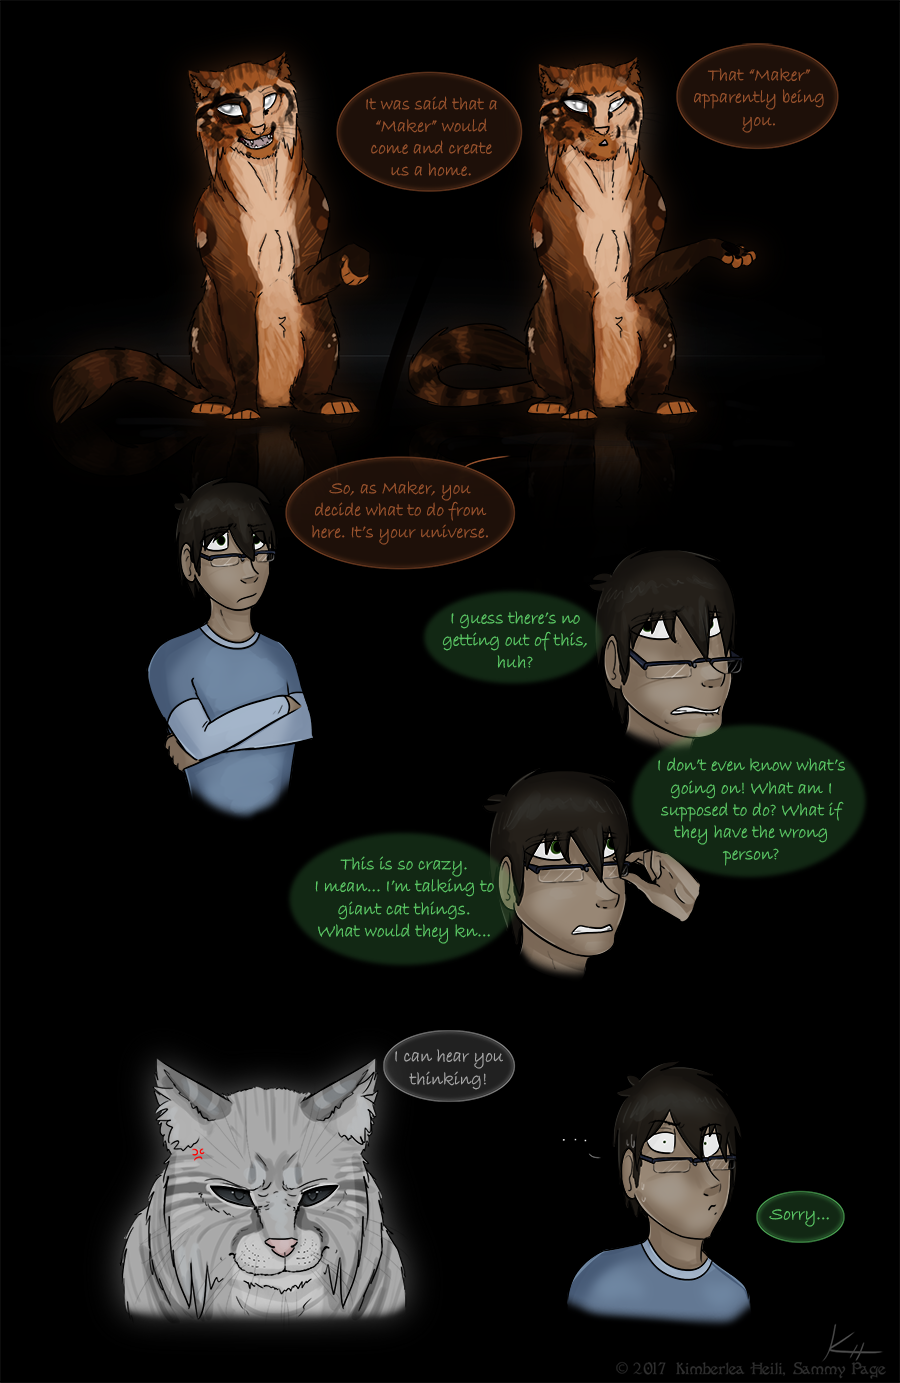 It was said that a
"Maker" would
come and create
us a home.
That "Maker"
apparently being
you.
So, as Maker, you
decide what to do from
here. It's your universe.
I guess there's no
getting out of this,
huh?
I don't even know what's
going on! What am I
supposed to do? What if
they have the wrong
person?
This is so crazy.
I mean... I'm talking to
giant cat things.
What would they kn...
I can hear you
thinking!
...
Sorry...
KH
© 2017 Kimberlea Heili, Sammy Page